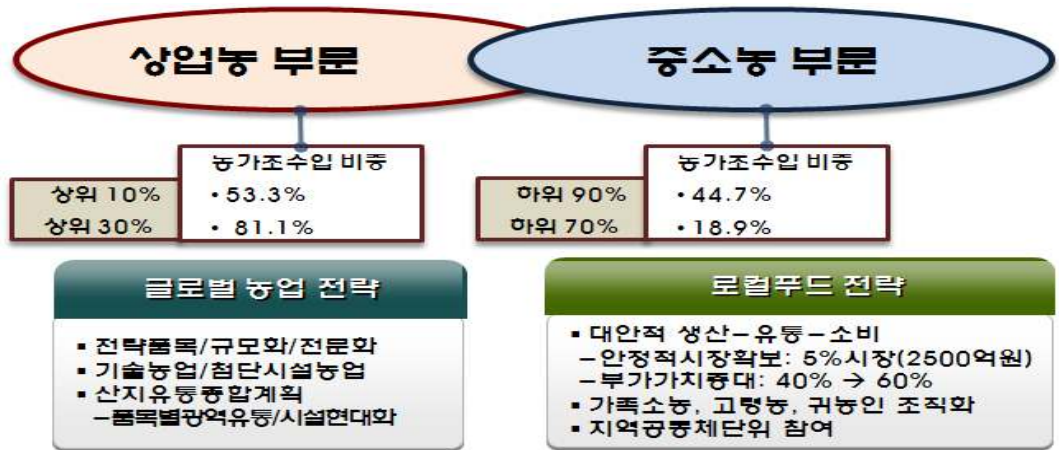 상업농 부문
중소농 부문
농가조수입 비중
상위 10%
• 53.3%
상위 30%
• 81.1%
농가조수입 비중
하위 90%
• 44.7%
하위 70%
• 18.9%
글로벌 농업 전략
▪ 전략품목/규모화/전문화
▪ 기술농업/첨단시설농업
▪ 산지유통종합계획
–품목별광역유통/시설현대화
로컬푸드 전략
▪ 대안적 생산–유통–소비
–안정적시장확보: 5%시장(2500억원)
–부가가치증대: 40% → 60%
▪ 가족소농, 고령농, 귀농인 조직화
▪ 지역공동체단위 참여